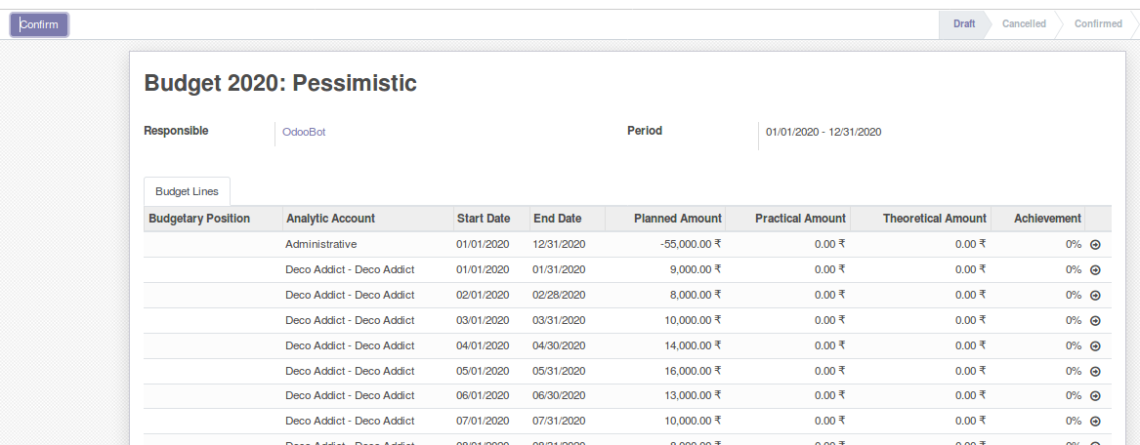 Confirm Draft Cancelled Confirmed
Budget 2020: Pessimistic
Responsible OdooBot Period 01/01/2020 - 12/31/2020
Budget Lines
Budgetary Position Analytic Account Start Date End Date Planned Amount Practical Amount Theoretical Amount Achievement
Administrative 01/01/2020 12/31/2020 -55,000.00 ₹ 0.00 ₹ 0.00 ₹ 0%
Deco Addict - Deco Addict 01/01/2020 01/31/2020 9,000.00 ₹ 0.00 ₹ 0.00 ₹ 0%
Deco Addict - Deco Addict 02/01/2020 02/28/2020 8,000.00 ₹ 0.00 ₹ 0.00 ₹ 0%
Deco Addict - Deco Addict 03/01/2020 03/31/2020 10,000.00 ₹ 0.00 ₹ 0.00 ₹ 0%
Deco Addict - Deco Addict 04/01/2020 04/30/2020 14,000.00 ₹ 0.00 ₹ 0.00 ₹ 0%
Deco Addict - Deco Addict 05/01/2020 05/31/2020 16,000.00 ₹ 0.00 ₹ 0.00 ₹ 0%
Deco Addict - Deco Addict 06/01/2020 06/30/2020 13,000.00 ₹ 0.00 ₹ 0.00 ₹ 0%
Deco Addict - Deco Addict 07/01/2020 07/31/2020 10,000.00 ₹ 0.00 ₹ 0.00 ₹ 0%